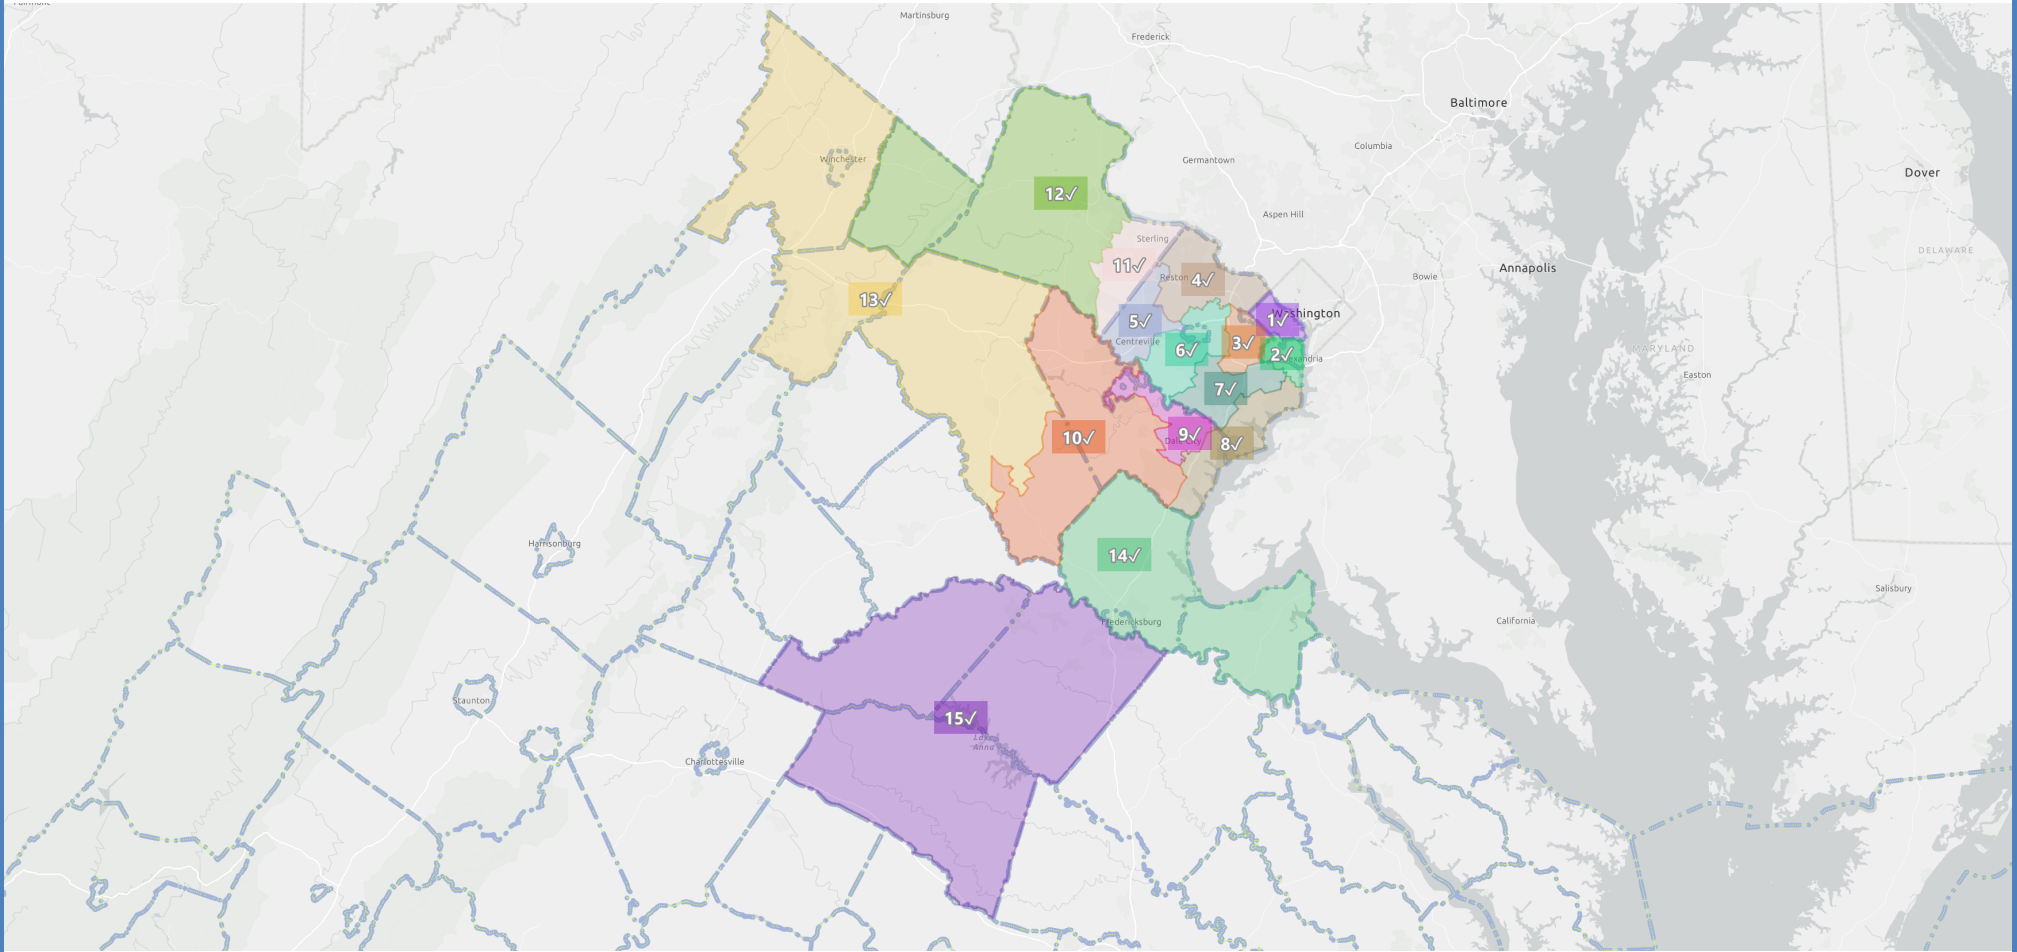 Martinsburg
Frederick
Baltimore
Columbia
Winchester
Germantown
Dover
12✓
Aspen Hill
Sterling
DELAWARE
11✓
Reston
4✓
Bowie
Annapolis
13✓
5✓
1✓
Washington
Centreville
6✓
3✓
2✓
MARYLAND
7✓
Easton
10✓
9✓
8✓
Harrisonburg
14✓
Salisbury
Fredericksburg
California
Staunton
15✓
Lake
Anna
Charlottesville